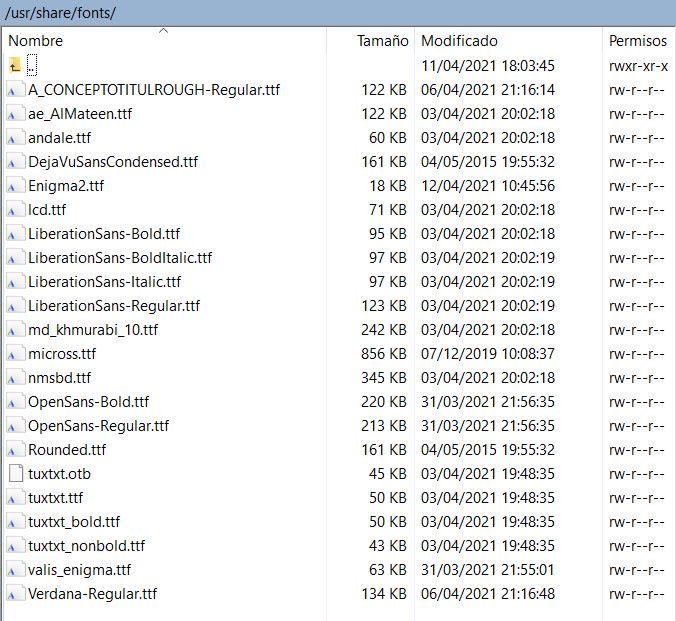 /usr/share/fonts/
Nombre Tamaño Modificado Permisos
.. 11/04/2021 18:03:45 rwxr-xr-x
A_CONCEPTOTITULROUGH-Regular.ttf 122 KB 06/04/2021 21:16:14 rw-r--r--
ae_AlMateen.ttf 122 KB 03/04/2021 20:02:18 rw-r--r--
andale.ttf 60 KB 03/04/2021 20:02:18 rw-r--r--
DejaVuSansCondensed.ttf 161 KB 04/05/2015 19:55:32 rw-r--r--
Enigma2.ttf 18 KB 12/04/2021 10:45:56 rw-r--r--
lcd.ttf 71 KB 03/04/2021 20:02:18 rw-r--r--
LiberationSans-Bold.ttf 95 KB 03/04/2021 20:02:18 rw-r--r--
LiberationSans-BoldItalic.ttf 97 KB 03/04/2021 20:02:19 rw-r--r--
LiberationSans-Italic.ttf 97 KB 03/04/2021 20:02:19 rw-r--r--
LiberationSans-Regular.ttf 123 KB 03/04/2021 20:02:19 rw-r--r--
md_khmurabi_10.ttf 242 KB 03/04/2021 20:02:18 rw-r--r--
micross.ttf 856 KB 07/12/2019 10:08:37 rw-r--r--
nmsbd.ttf 345 KB 03/04/2021 20:02:18 rw-r--r--
OpenSans-Bold.ttf 220 KB 31/03/2021 21:56:35 rw-r--r--
OpenSans-Regular.ttf 213 KB 31/03/2021 21:56:35 rw-r--r--
Rounded.ttf 161 KB 04/05/2015 19:55:32 rw-r--r--
tuxtxt.otb 45 KB 03/04/2021 19:48:35 rw-r--r--
tuxtxt.ttf 50 KB 03/04/2021 19:48:35 rw-r--r--
tuxtxt_bold.ttf 50 KB 03/04/2021 19:48:35 rw-r--r--
tuxtxt_nonbold.ttf 43 KB 03/04/2021 19:48:35 rw-r--r--
valis_enigma.ttf 63 KB 31/03/2021 21:55:01 rw-r--r--
Verdana-Regular.ttf 134 KB 06/04/2021 21:16:48 rw-r--r--